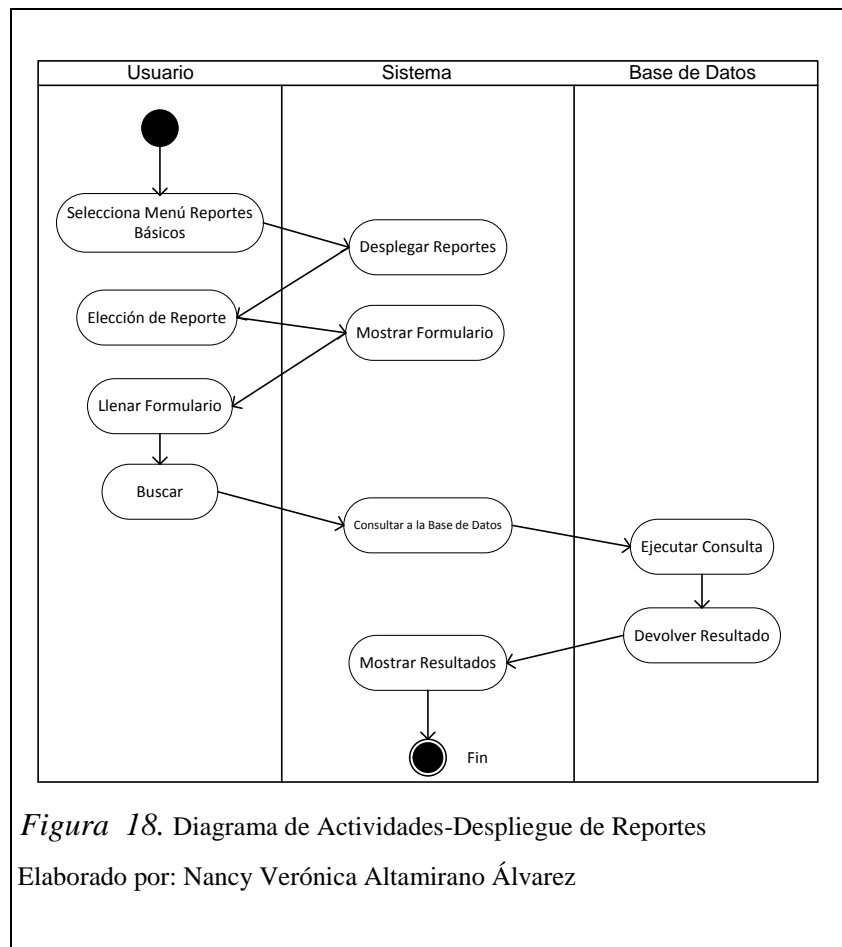 Usuario
Sistema
Base de Datos
Selecciona Menú Reportes
Básicos
Desplegar Reportes
Elección de Reporte
Mostrar Formulario
Llenar Formulario
Buscar
Consultar a la Base de Datos
Ejecutar Consulta
Devolver Resultado
Mostrar Resultados
Fin
Figura 18. Diagrama de Actividades-Despliegue de Reportes
Elaborado por: Nancy Verónica Altamirano Álvarez